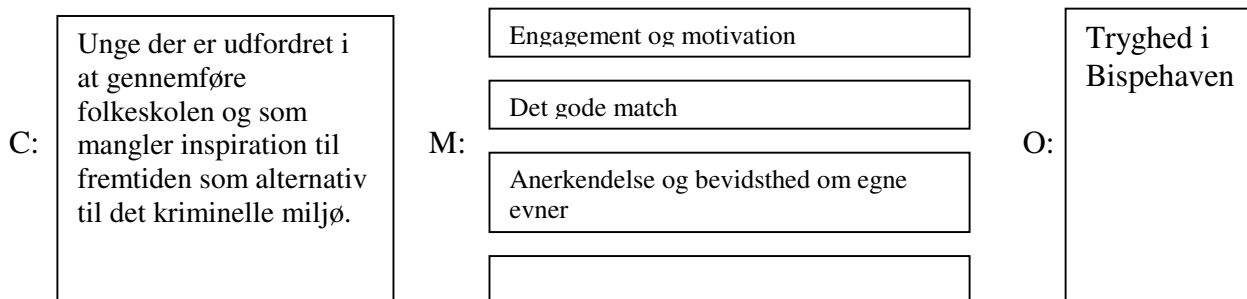 C:
Unge der er udfordret i
at gennemføre
folkeskolen og som
mangler inspiration til
fremtiden som alternativ
til det kriminelle miljø.
M:
Engagement og motivation
Det gode match
Anerkendelse og bevidsthed om egne
evner
O:
Tryghed i
Bispehaven